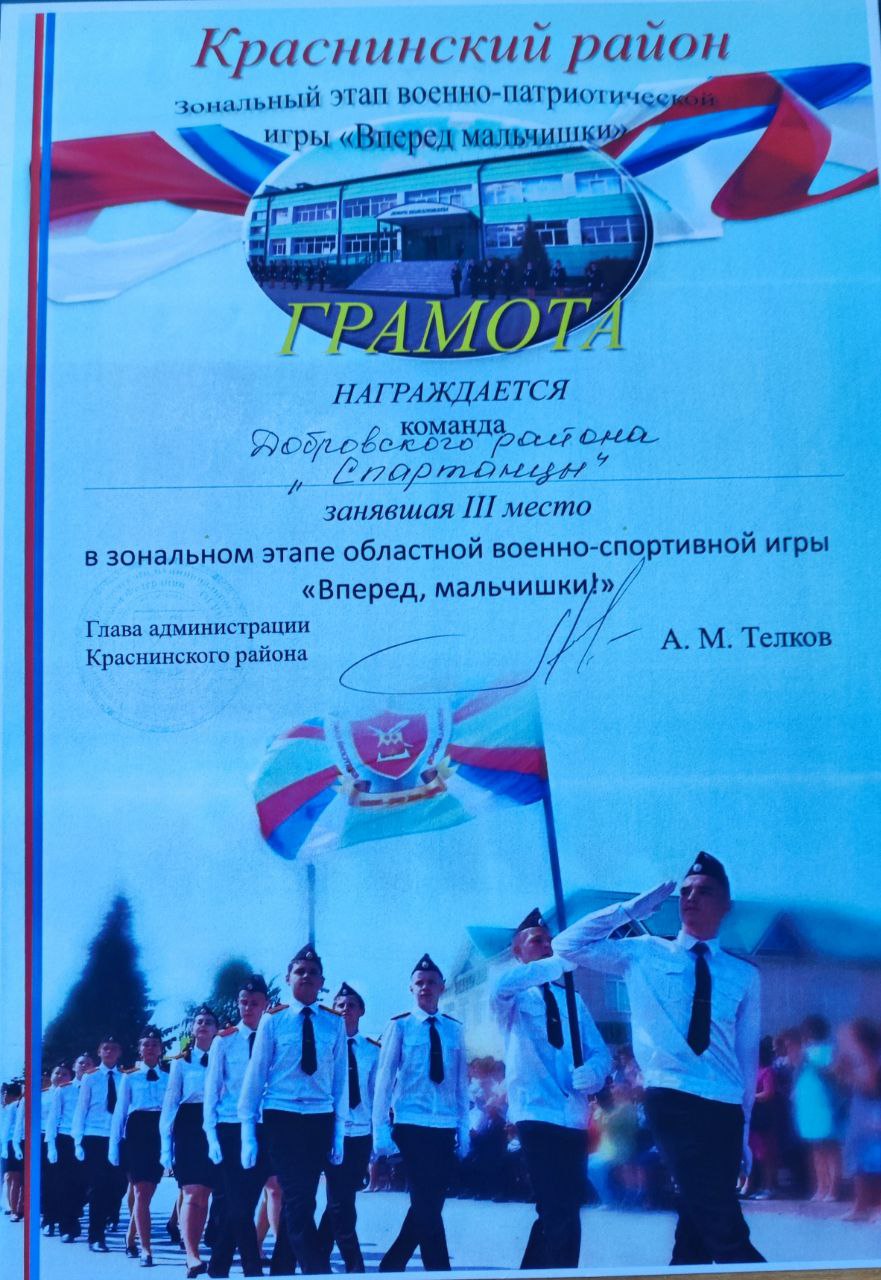 Краснинский район
Зональный этап военно-патриотической
игры «Вперед мальчишки»
ГРАМОТА
НАГРАЖДАЕТСЯ
команда
Добровского района
„Спартанцы“
занявшая III место
в зональном этапе областной военно-спортивной игры
«Вперед, мальчишки!»
Глава администрации
Краснинского района
А. М. Телков